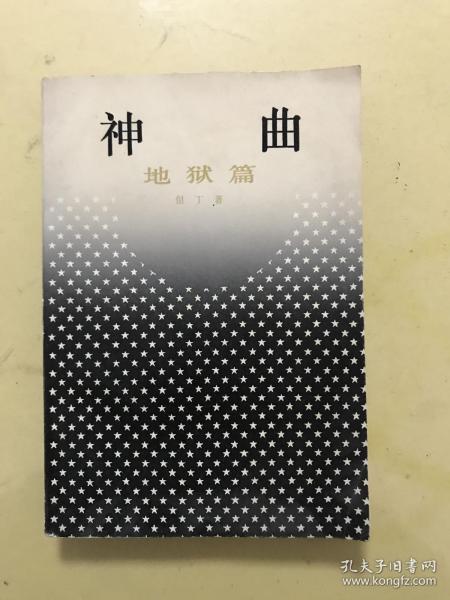 神 曲
地狱篇
但丁著
孔夫子旧书网
www.kongfz.com